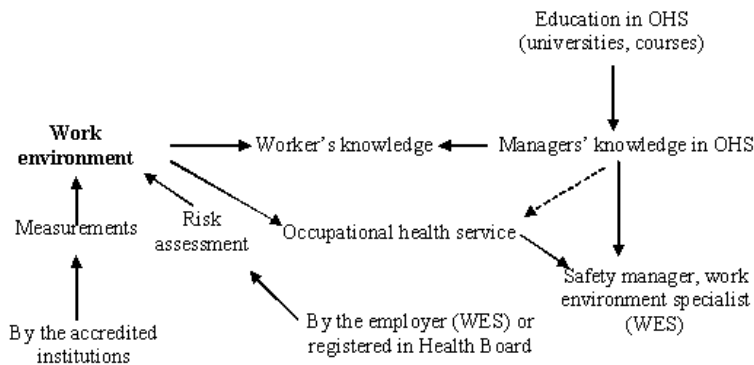 Education in OHS
(universities, courses)
Work
environment
Worker's knowledge
Managers' knowledge in OHS
Measurements
Risk
assessment
Occupational health service
Safety manager, work
environment specialist
(WES)
By the accredited
institutions
By the employer (WES) or
registered in Health Board